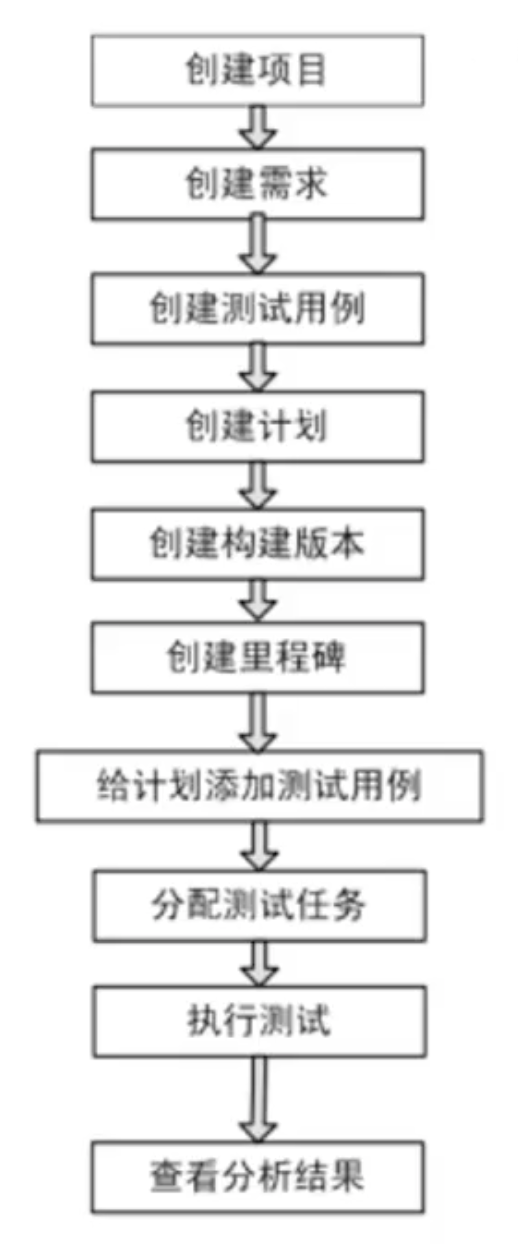 创建项目
创建需求
创建测试用例
创建计划
创建构建版本
创建里程碑
给计划添加测试用例
分配测试任务
执行测试
查看分析结果